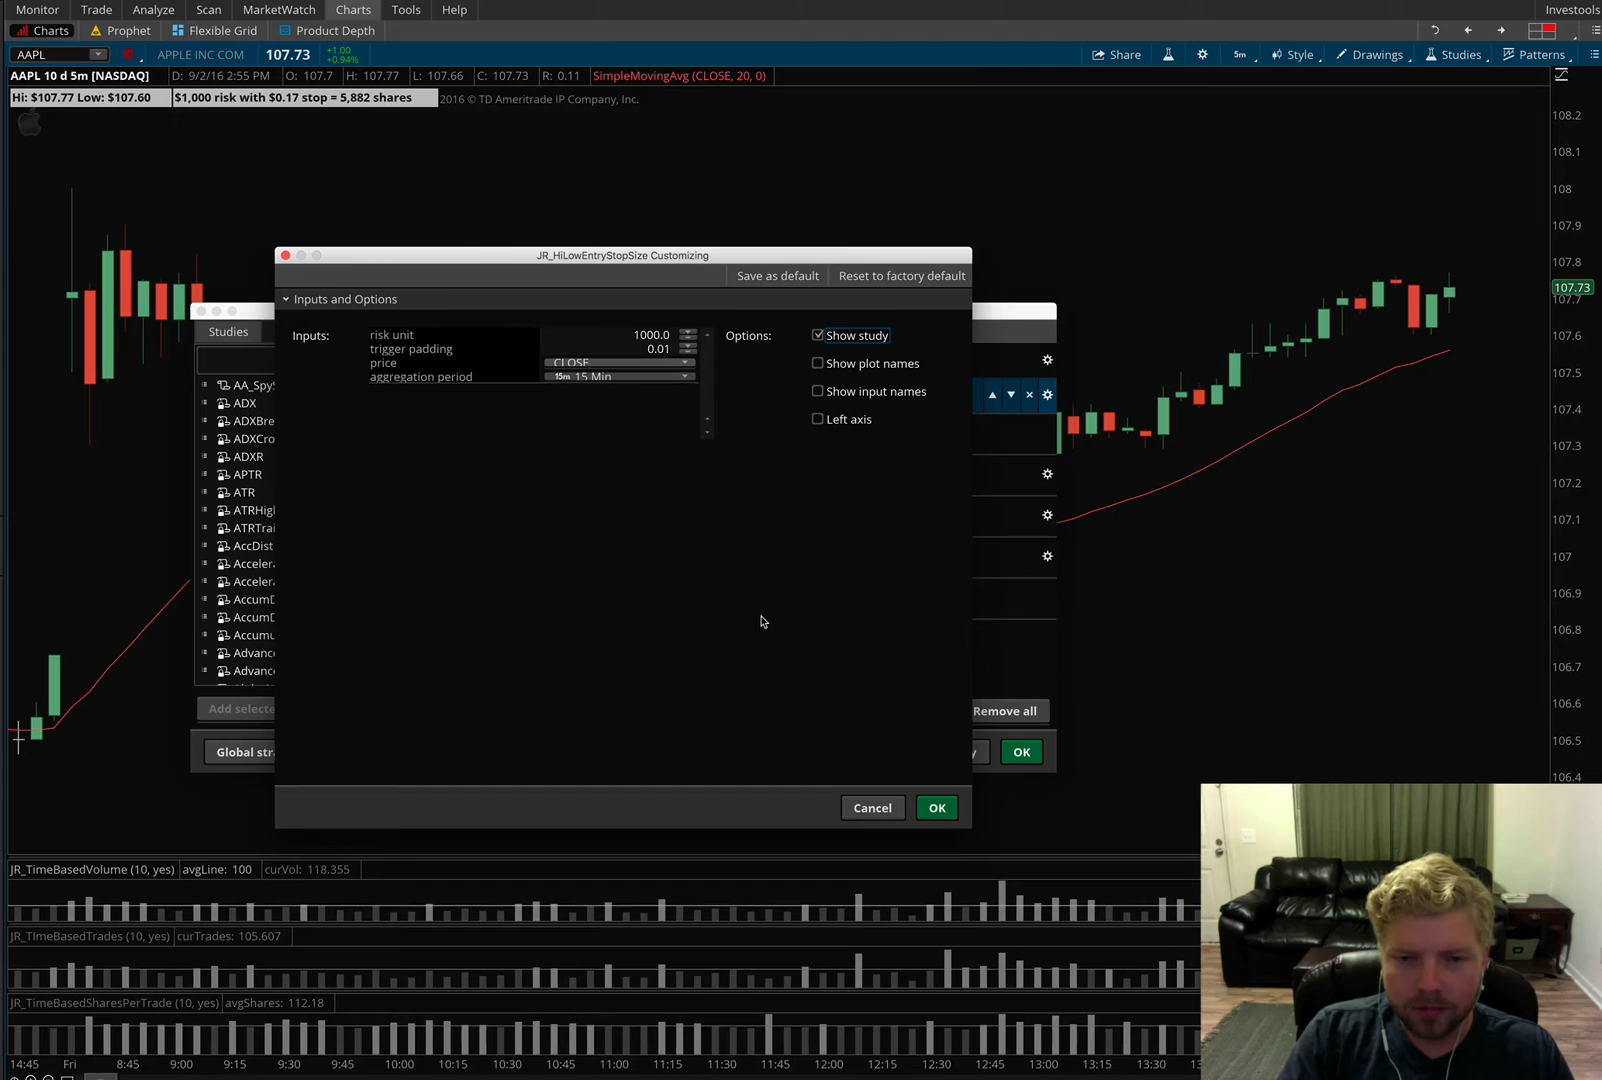 Monitor Trade Analyze Scan MarketWatch Charts Tools Help Investools
Charts Prophet Flexible Grid Product Depth
AAPL APPLE INC COM 107.73 +1.00 +0.94% Share 5m Style Drawings Studies Patterns
AAPL 10 d 5m [NASDAQ] D: 9/2/16 2:55 PM O: 107.7 H: 107.77 L: 107.66 C: 107.73 R: 0.11 SimpleMovingAvg (CLOSE, 20, 0)
Hi: $107.77 Low: $107.60 $1,000 risk with $0.17 stop = 5,882 shares 2016 © TD Ameritrade IP Company, Inc.
108.2
108.1
108
107.9
107.8
107.73
107.7
107.6
107.5
107.4
107.3
107.2
107.1
107
106.9
106.8
106.7
106.6
106.5
106.4
JR_HiLowEntryStopSize Customizing
Save as default Reset to factory default
Inputs and Options
Inputs: risk unit 1000.0
trigger padding 0.01
price CLOSE
aggregation period 15m 15 Min
Options: Show study
Show plot names
Show input names
Left axis
Cancel OK
Studies
AA_SpyS
ADX
ADXBre
ADXCro
ADXR
APTR
ATR
ATRHig
ATRTrai
AccDist
Accelera
Accelera
AccumD
AccumD
Accumu
Advanc
Advanc
Add selecte Remove all
Global stra y OK
JR_TimeBasedVolume (10, yes) avgLine: 100 curVol: 118.355
JR_TImeBasedTrades (10, yes) curTrades: 105.607
JR_TimeBasedSharesPerTrade (10, yes) avgShares: 112.18
14:45 Fri 8:45 9:00 9:15 9:30 9:45 10:00 10:15 10:30 10:45 11:00 11:15 11:30 11:45 12:00 12:15 12:30 12:45 13:00 13:15 13:30 13:45 1